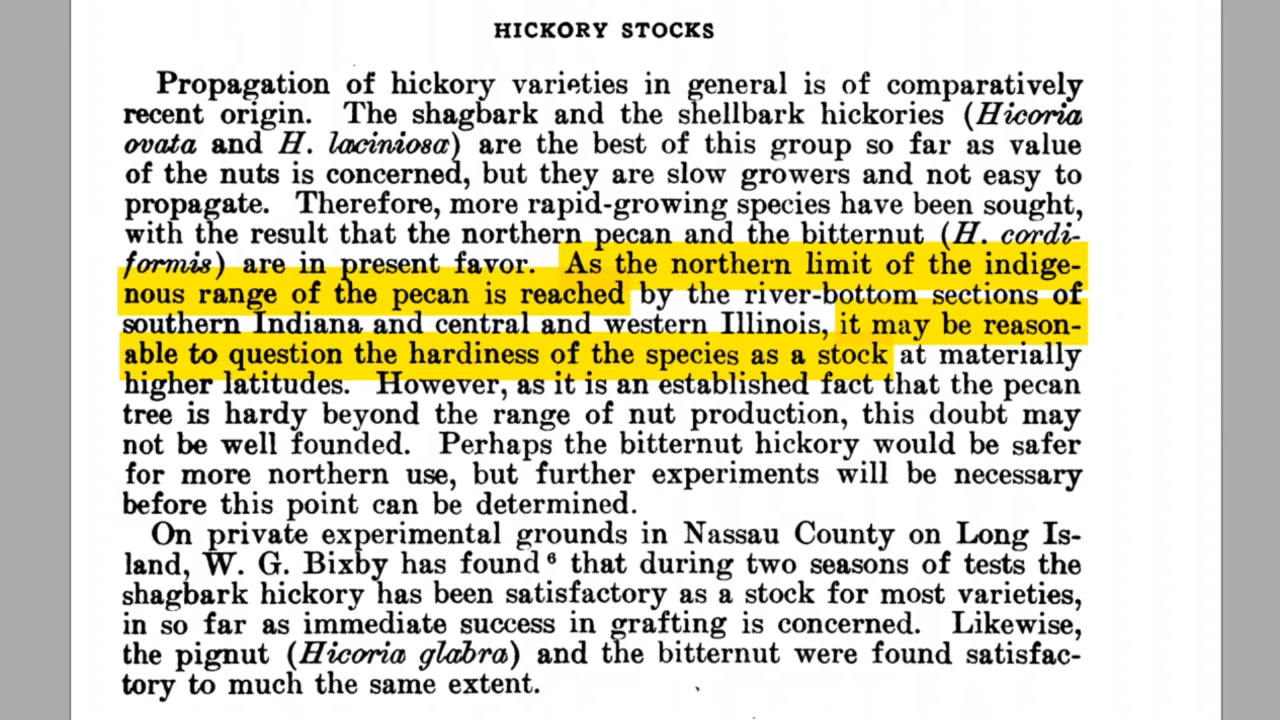 HICKORY STOCKS
Propagation of hickory varieties in general is of comparatively
recent origin. The shagbark and the shellbark hickories (Hicoria
ovata and H. laciniosa) are the best of this group so far as value
of the nuts is concerned, but they are slow growers and not easy to
propagate. Therefore, more rapid-growing species have been sought,
with the result that the northern pecan and the bitternut (H. cordi-
formis) are in present favor. As the northern limit of the indige-
nous range of the pecan is reached by the river-bottom sections of
southern Indiana and central and western Illinois, it may be reason-
able to question the hardiness of the species as a stock at materially
higher latitudes. However, as it is an established fact that the pecan
tree is hardy beyond the range of nut production, this doubt may
not be well founded. Perhaps the bitternut hickory would be safer
for more northern use, but further experiments will be necessary
before this point can be determined.
On private experimental grounds in Nassau County on Long Is-
land, W. G. Bixby has found ⁶ that during two seasons of tests the
shagbark hickory has been satisfactory as a stock for most varieties,
in so far as immediate success in grafting is concerned. Likewise,
the pignut (Hicoria glabra) and the bitternut were found satisfac-
tory to much the same extent.